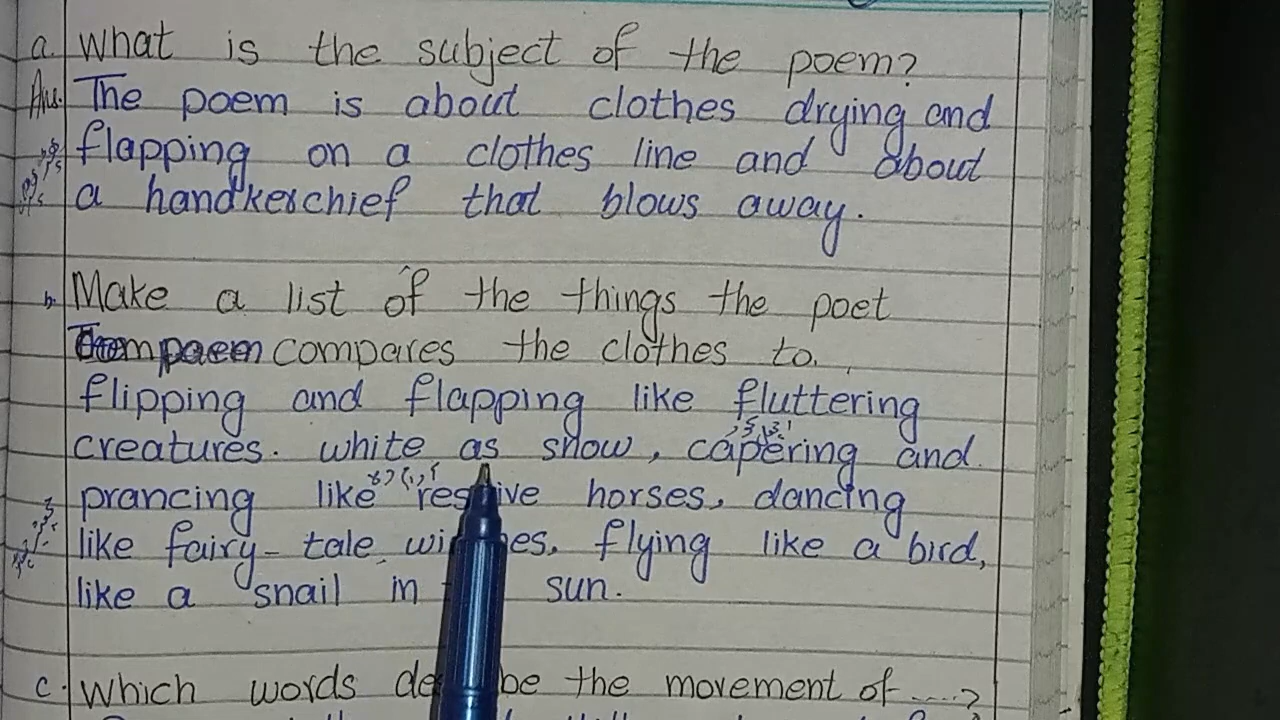 a. What is the subject of the poem?
Ans. The poem is about clothes drying and
flapping on a clothes line and about
a handkerchief that blows away.
b. Make a list of the things the poet
compares the clothes to.
flipping and flapping like fluttering
creatures. white as snow, capering and
prancing like horses, dancing
like fairy-tale flying like a bird,
like a snail in sun.
c. Which words the movement of ....?